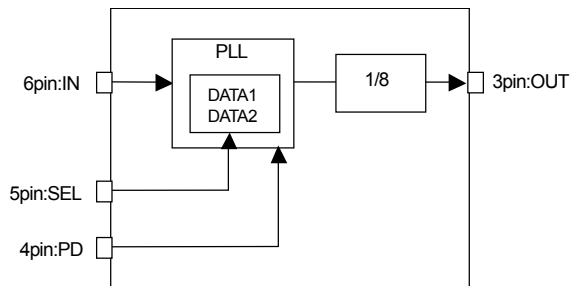 PLL
6pin:IN
DATA1
DATA2
1/8
3pin:OUT
5pin:SEL
4pin:PD